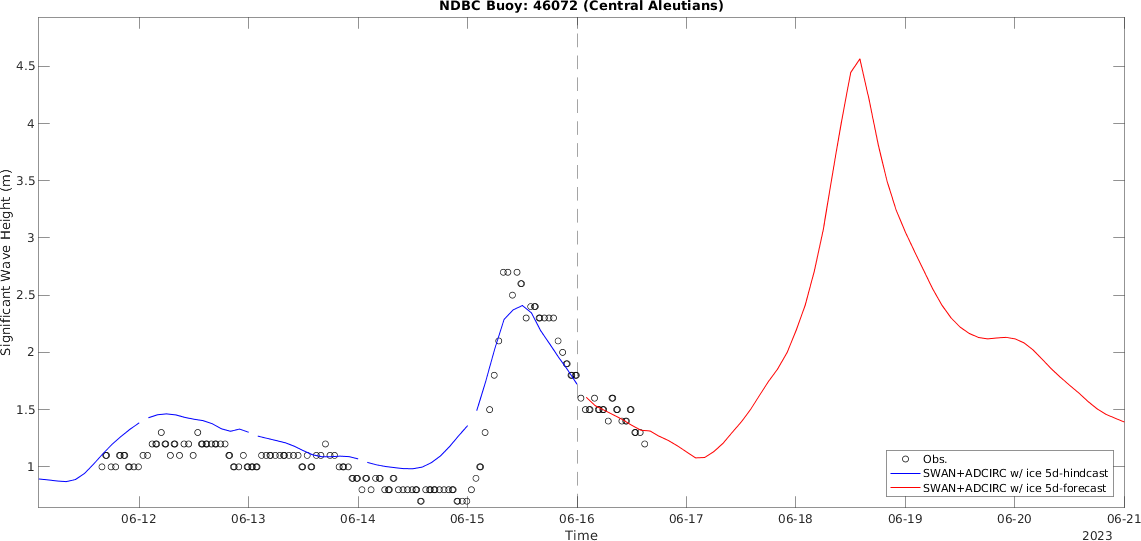 NDBC Buoy: 46072 (Central Aleutians)
Significant Wave Height (m)
4.5
4
3.5
3
2.5
2
1.5
1
Obs.
SWAN+ADCIRC w/ ice 5d-hindcast
SWAN+ADCIRC w/ ice 5d-forecast
06-12 06-13 06-14 06-15 06-16 06-17 06-18 06-19 06-20 06-21
Time
2023